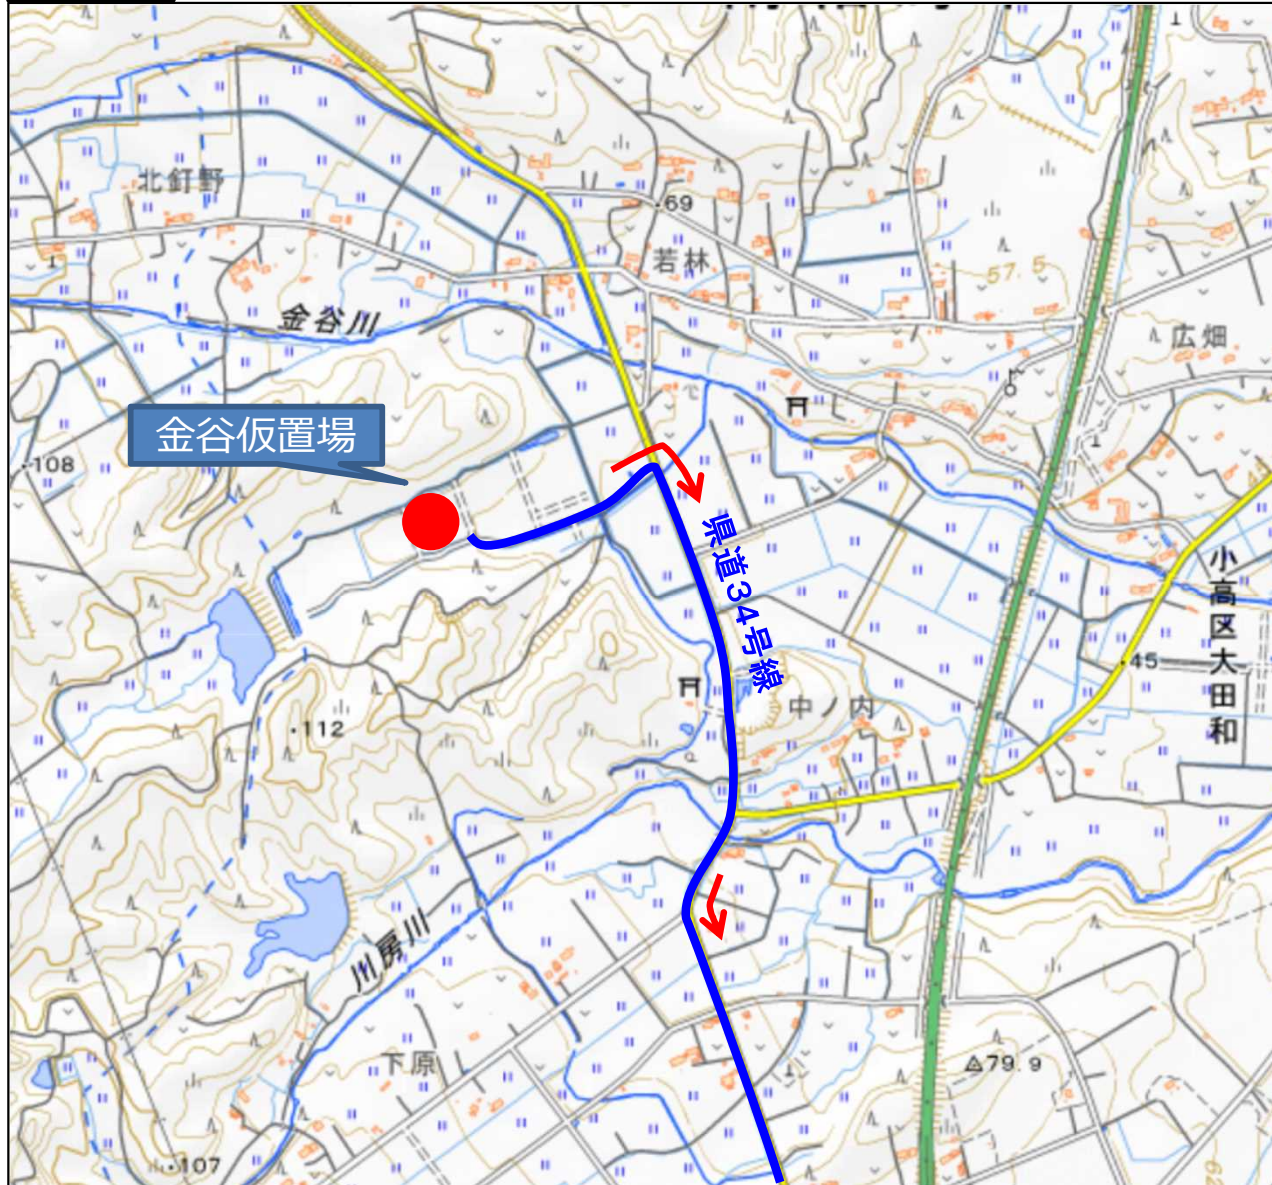 北釘野
69
若林
57.5
金谷川
広畑
金谷仮置場
108
県道34号線
小高区大田和
45
中ノ内
112
川房川
下原
79.9
107